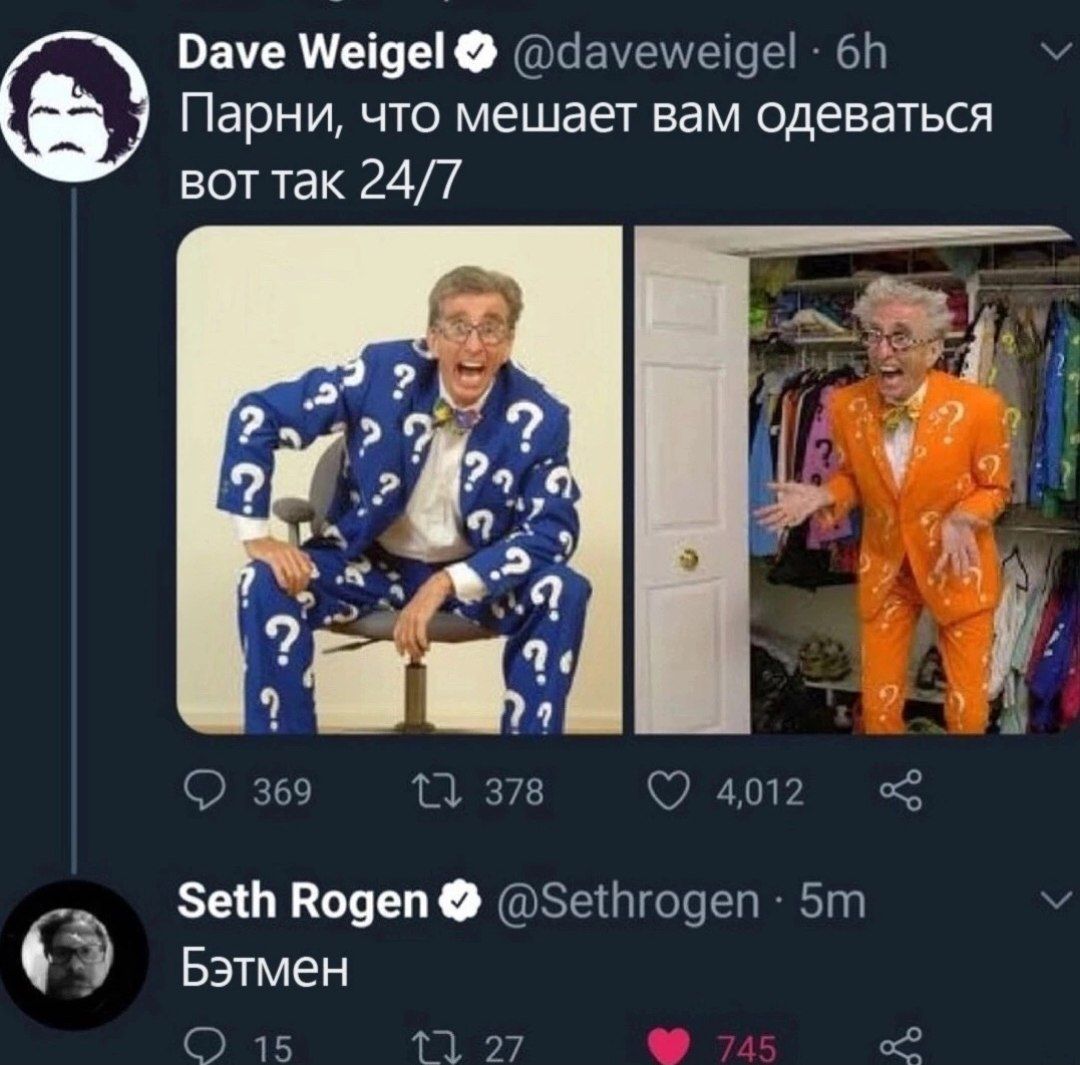 Dave Weigel @daveweigel · 6h
Парни, что мешает вам одеваться
вот так 24/7
369 378 4,012
Seth Rogen @Sethrogen · 5m
Бэтмен
15 27 745